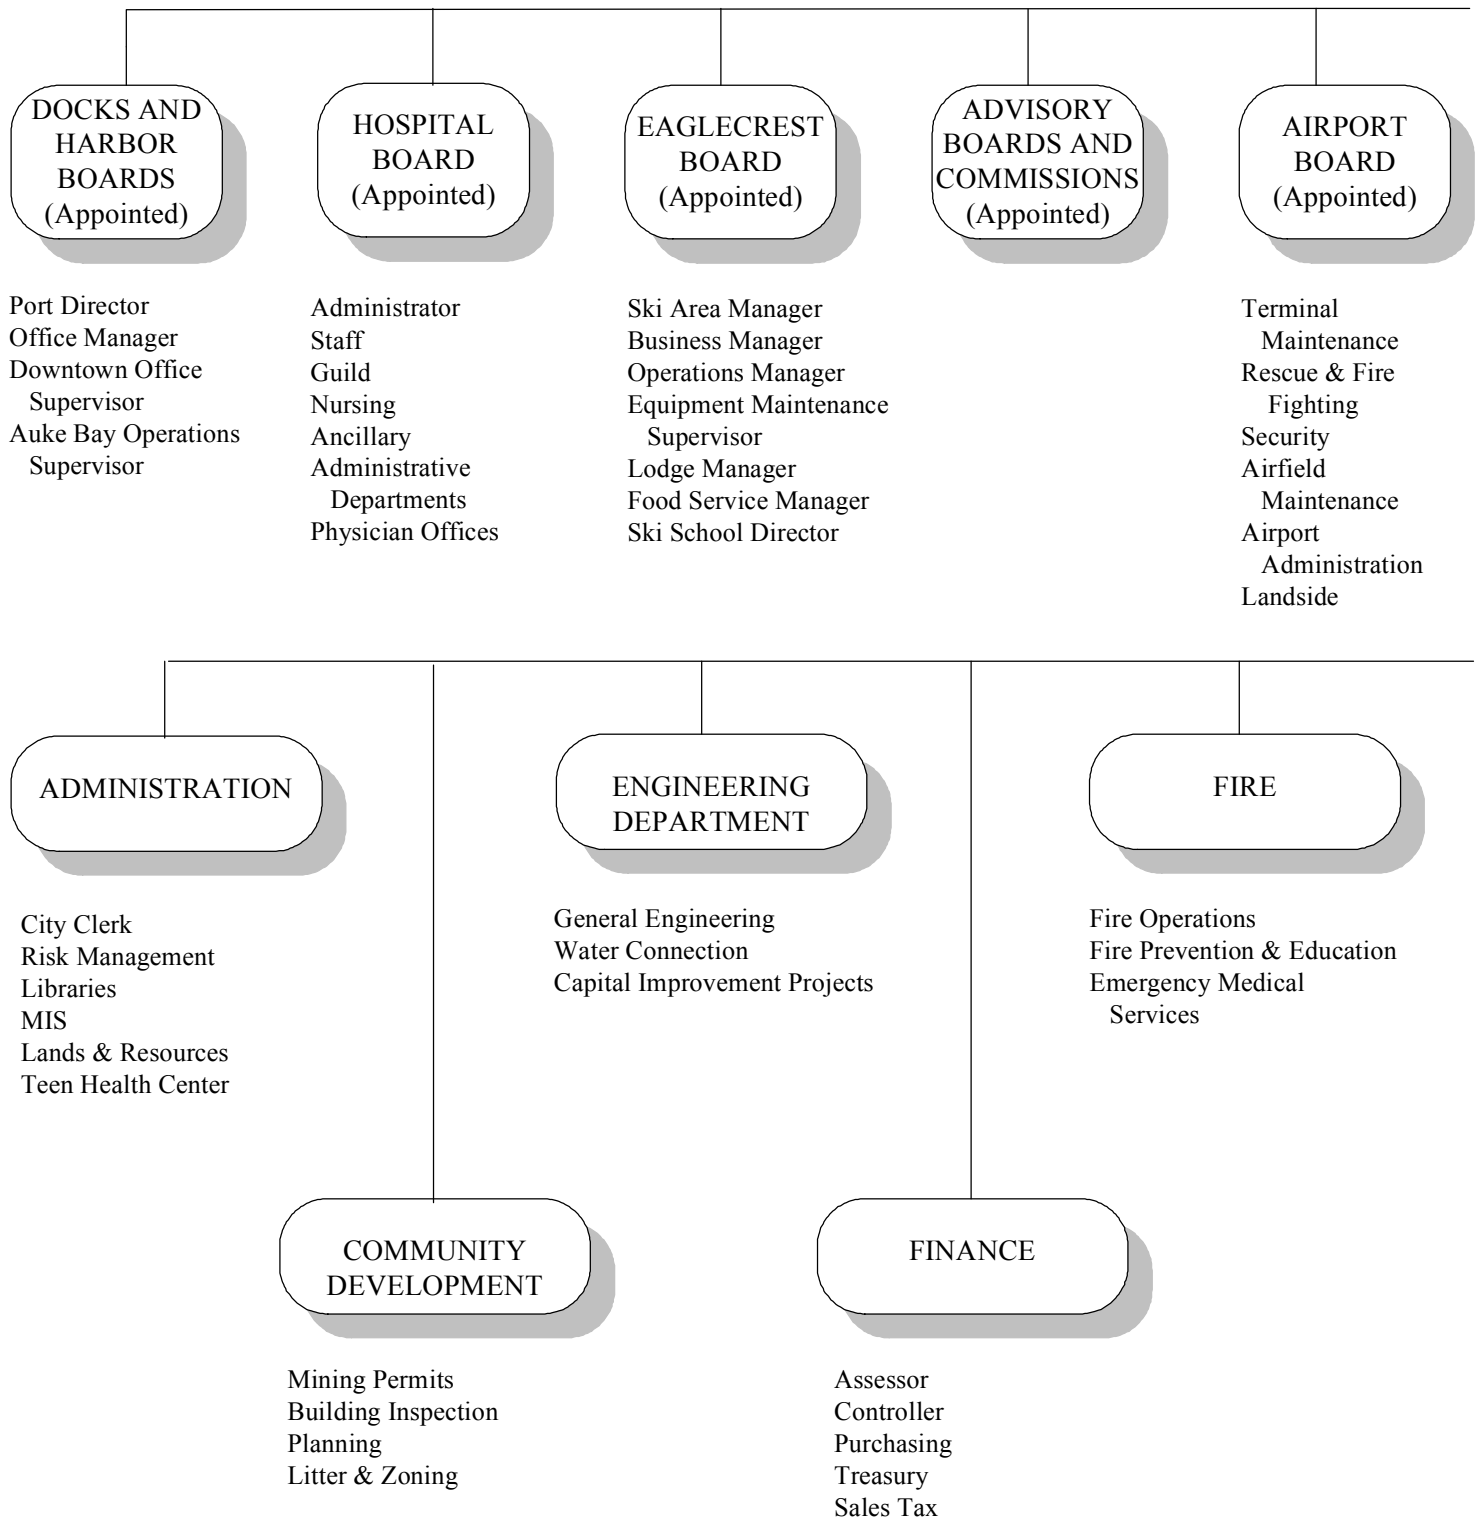 DOCKS AND
HARBOR
BOARDS
(Appointed)
HOSPITAL
BOARD
(Appointed)
EAGLECREST
BOARD
(Appointed)
ADVISORY
BOARDS AND
COMMISSIONS
(Appointed)
AIRPORT
BOARD
(Appointed)
Port Director
Office Manager
Downtown Office
Supervisor
Auke Bay Operations
Supervisor
Administrator
Staff
Guild
Nursing
Ancillary
Administrative
Departments
Physician Offices
Ski Area Manager
Business Manager
Operations Manager
Equipment Maintenance
Supervisor
Lodge Manager
Food Service Manager
Ski School Director
Terminal
Maintenance
Rescue & Fire
Fighting
Security
Airfield
Maintenance
Airport
Administration
Landside
ADMINISTRATION
ENGINEERING
DEPARTMENT
FIRE
City Clerk
Risk Management
Libraries
MIS
Lands & Resources
Teen Health Center
General Engineering
Water Connection
Capital Improvement Projects
Fire Operations
Fire Prevention & Education
Emergency Medical
Services
COMMUNITY
DEVELOPMENT
FINANCE
Mining Permits
Building Inspection
Planning
Litter & Zoning
Assessor
Controller
Purchasing
Treasury
Sales Tax